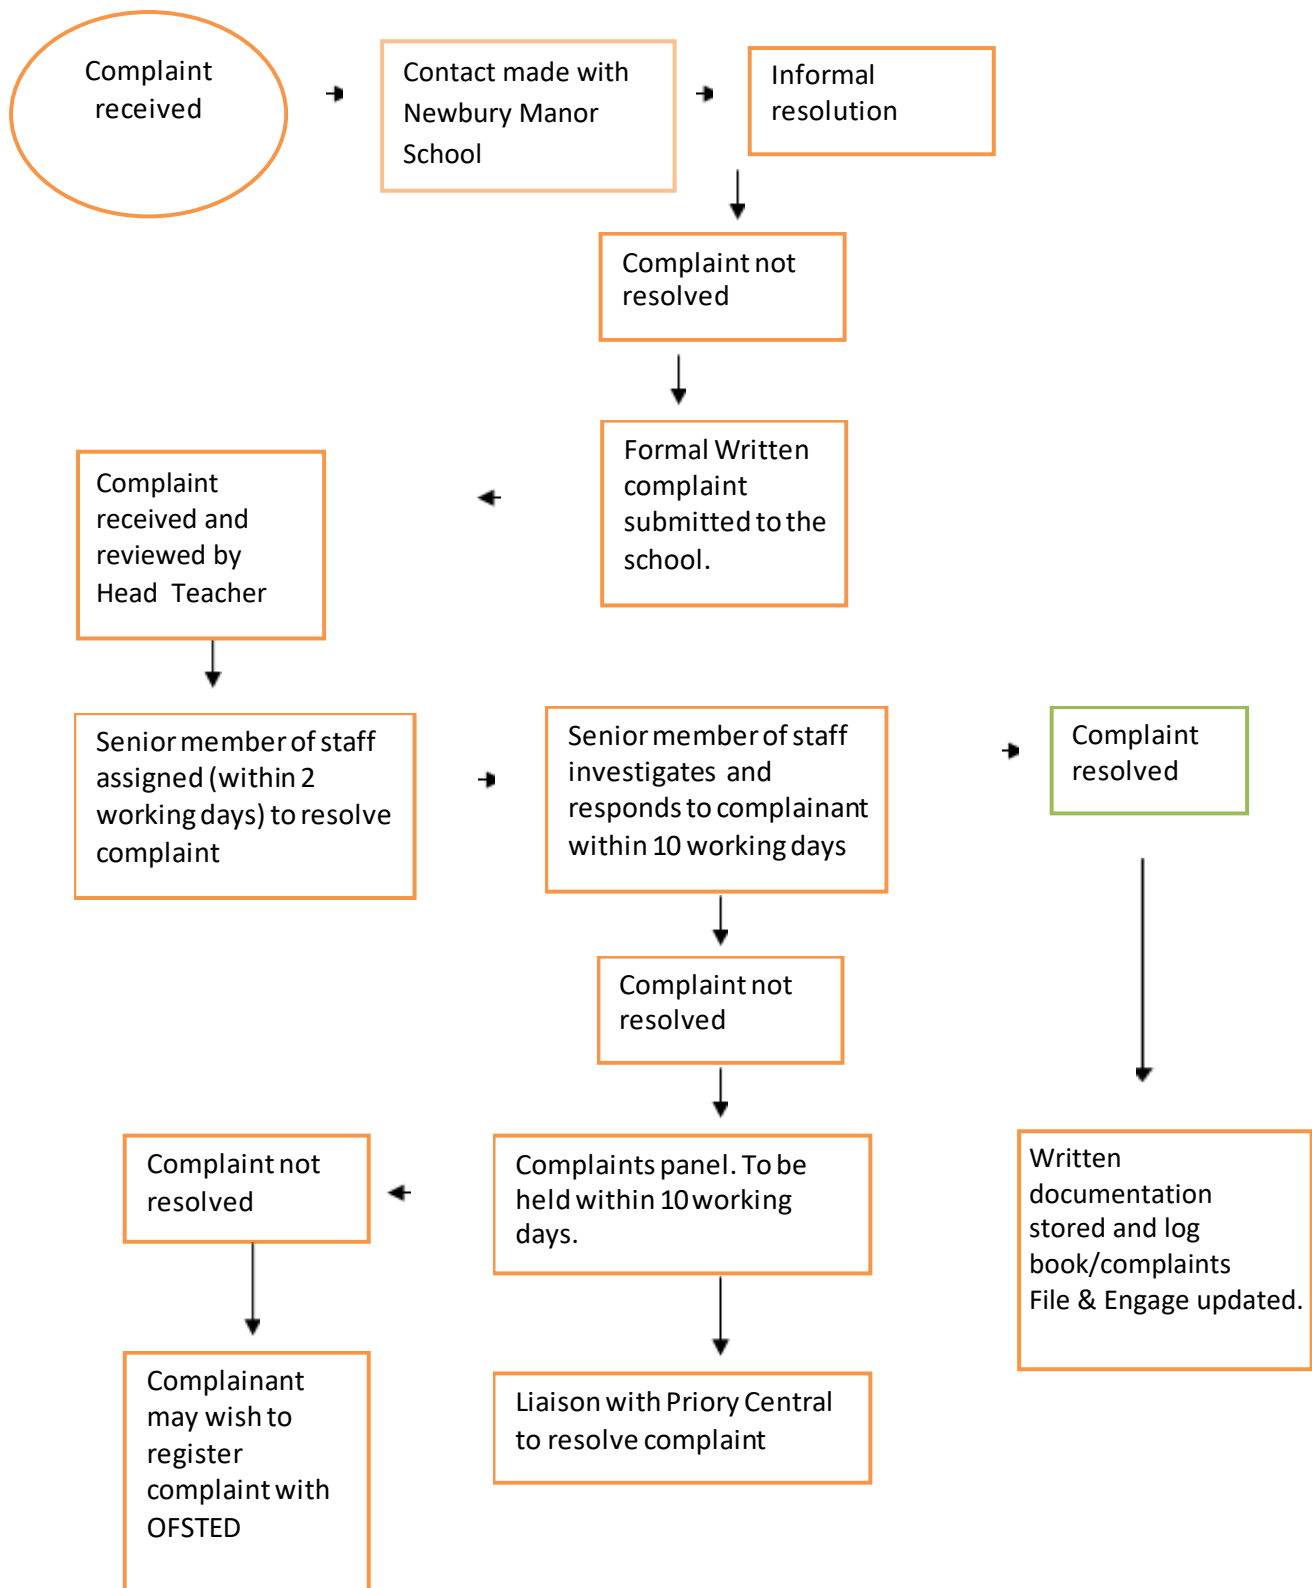 Complaint
received
Contact made with
Newbury Manor
School
Informal
resolution
Complaint not
resolved
Formal Written
complaint
submitted to the
school.
Complaint
received and
reviewed by
Head Teacher
Senior member of staff
assigned (within 2
working days) to resolve
complaint
Senior member of staff
investigates and
responds to complainant
within 10 working days
Complaint
resolved
Complaint not
resolved
Complaint not
resolved
Complaints panel. To be
held within 10 working
days.
Written
documentation
stored and log
book/complaints
File & Engage updated.
Complainant
may wish to
register
complaint with
OFSTED
Liaison with Priory Central
to resolve complaint